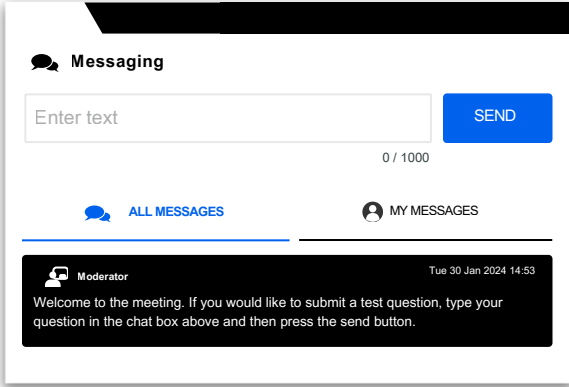 Messaging
Enter text
SEND
0 / 1000
ALL MESSAGES
MY MESSAGES
Moderator
Tue 30 Jan 2024 14:53
Welcome to the meeting. If you would like to submit a test question, type your
question in the chat box above and then press the send button.